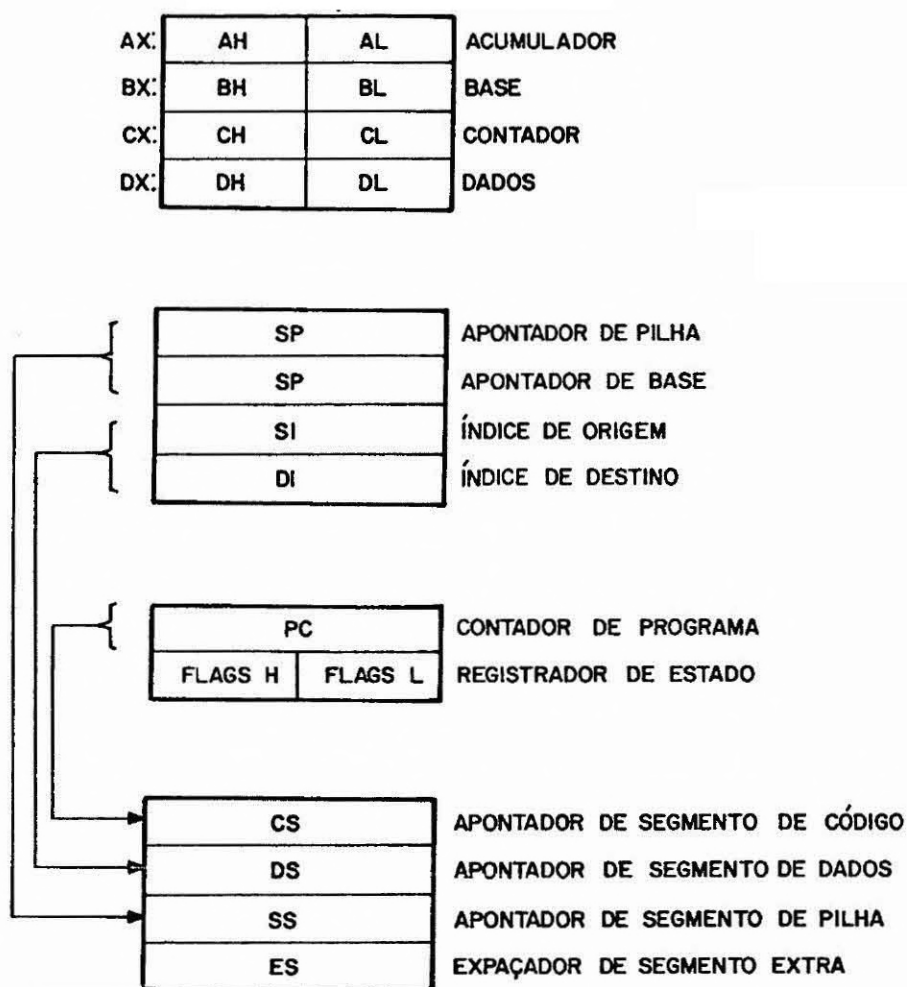 AX: AH AL ACUMULADOR
BX: BH BL BASE
CX: CH CL CONTADOR
DX: DH DL DADOS
SP APONTADOR DE PILHA
SP APONTADOR DE BASE
SI ÍNDICE DE ORIGEM
DI ÍNDICE DE DESTINO
PC CONTADOR DE PROGRAMA
FLAGS H FLAGS L REGISTRADOR DE ESTADO
CS APONTADOR DE SEGMENTO DE CÓDIGO
DS APONTADOR DE SEGMENTO DE DADOS
SS APONTADOR DE SEGMENTO DE PILHA
ES EXPAÇADOR DE SEGMENTO EXTRA